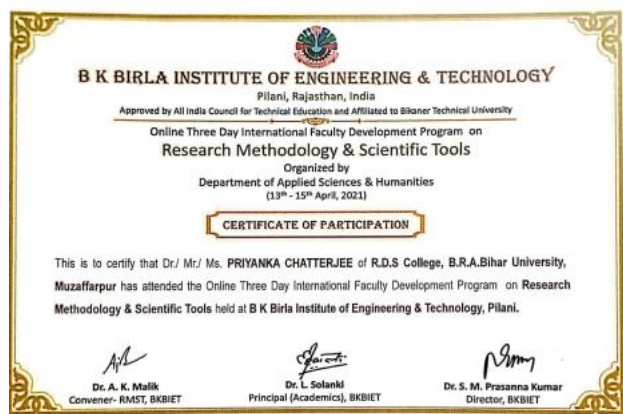 B K BIRLA INSTITUTE OF ENGINEERING & TECHNOLOGY
Pilani, Rajasthan, India
Approved by All India Council for Technical Education and Affiliated to Bikaner Technical University
Online Three Day International Faculty Development Program on
Research Methodology & Scientific Tools
Organized by
Department of Applied Sciences & Humanities
(13th - 15th April, 2021)
CERTIFICATE OF PARTICIPATION
This is to certify that Dr./ Mr./ Ms. PRIYANKA CHATTERJEE of R.D.S College, B.R.A.Bihar University,
Muzaffarpur has attended the Online Three Day International Faculty Development Program on Research
Methodology & Scientific Tools held at B K Birla Institute of Engineering & Technology, Pilani.
Dr. A. K. Malik
Convener- RMST, BKBIET
Dr. L. Solanki
Principal (Academics), BKBIET
Dr. S. M. Prasanna Kumar
Director, BKBIET